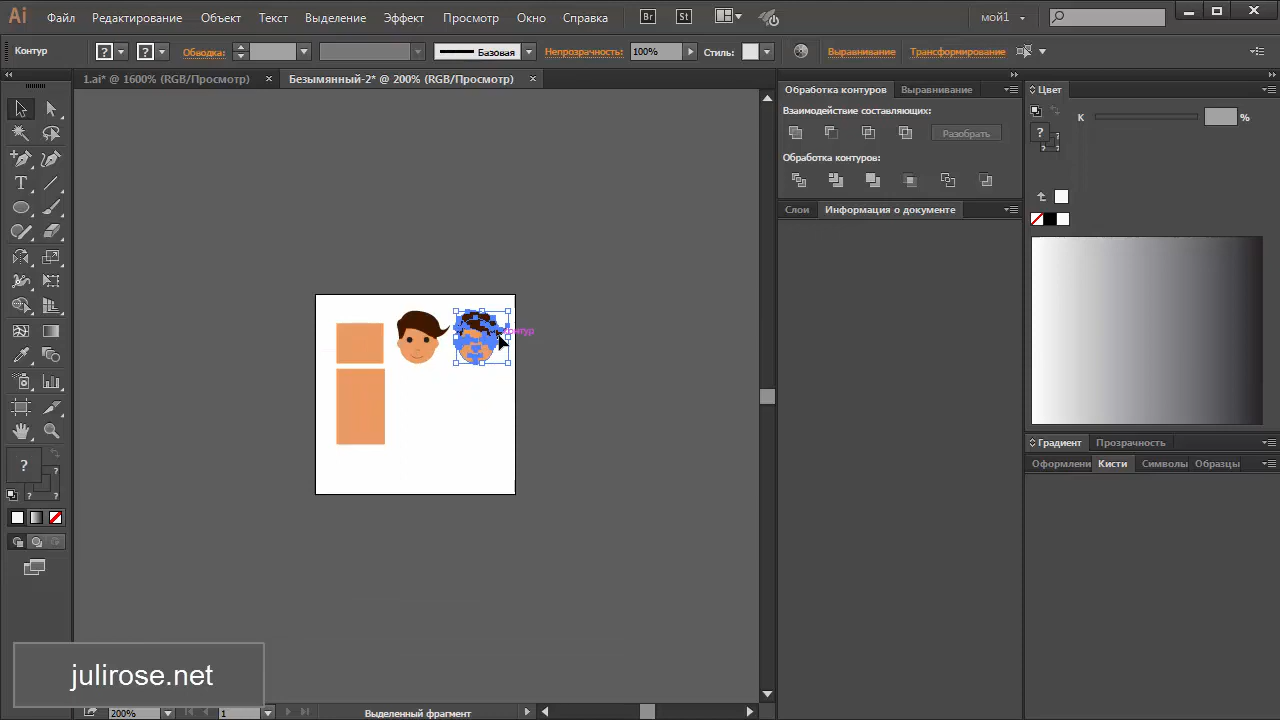 Ai Файл Редактирование Объект Текст Выделение Эффект Просмотр Окно Справка Br St мой1
Контур ? ? Обводка: Базовая Непрозрачность: 100% Стиль: Выравнивание Трансформирование
1.ai* @ 1600% (RGB/Просмотр) × Безымянный-2* @ 200% (RGB/Просмотр) ×
Обработка контуров Выравнивание
Взаимодействие составляющих:
Разобрать
Обработка контуров:
Слои Информация о документе
Цвет
K %
? ? ? ?
T
контур
? ? ? ?
Градиент Прозрачность
Оформлени Кисти Символы Образцы
julirose.net
200% 1 Выделенный фрагмент